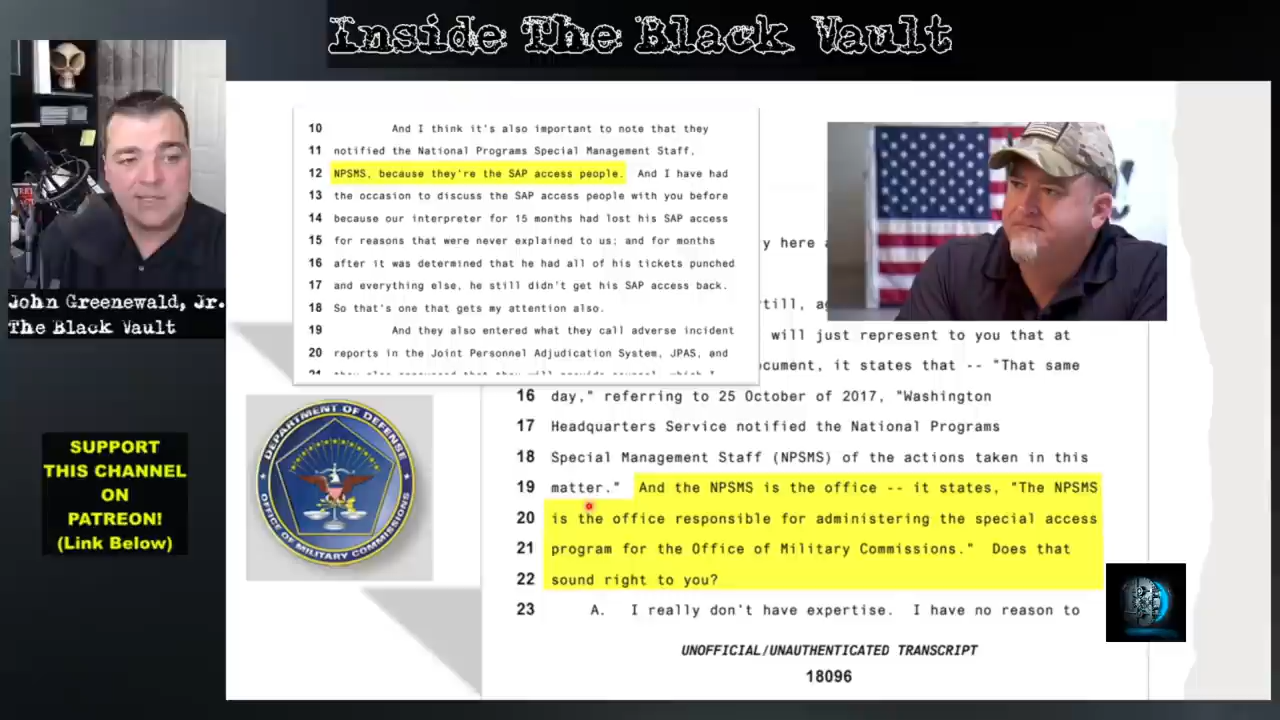 Inside The Black Vault
John Greenewald, Jr.
The Black Vault
SUPPORT
THIS CHANNEL
ON
PATREON!
(Link Below)
10 And I think it's also important to note that they
11 notified the National Programs Special Management Staff,
12 NPSMS, because they're the SAP access people. And I have had
13 the occasion to discuss the SAP access people with you before
14 because our interpreter for 15 months had lost his SAP access
15 for reasons that were never explained to us; and for months
16 after it was determined that he had all of his tickets punched
17 and everything else, he still didn't get his SAP access back.
18 So that's one that gets my attention also.
19 And they also entered what they call adverse incident
20 reports in the Joint Personnel Adjudication System, JPAS, and
DEPARTMENT OF DEFENSE
OFFICE OF MILITARY COMMISSIONS
y here
will just represent to you that at
ocument, it states that -- "That same
16 day," referring to 25 October of 2017, "Washington
17 Headquarters Service notified the National Programs
18 Special Management Staff (NPSMS) of the actions taken in this
19 matter." And the NPSMS is the office -- it states, "The NPSMS
20 is the office responsible for administering the special access
21 program for the Office of Military Commissions." Does that
22 sound right to you?
23 A. I really don't have expertise. I have no reason to
UNOFFICIAL/UNAUTHENTICATED TRANSCRIPT
18096